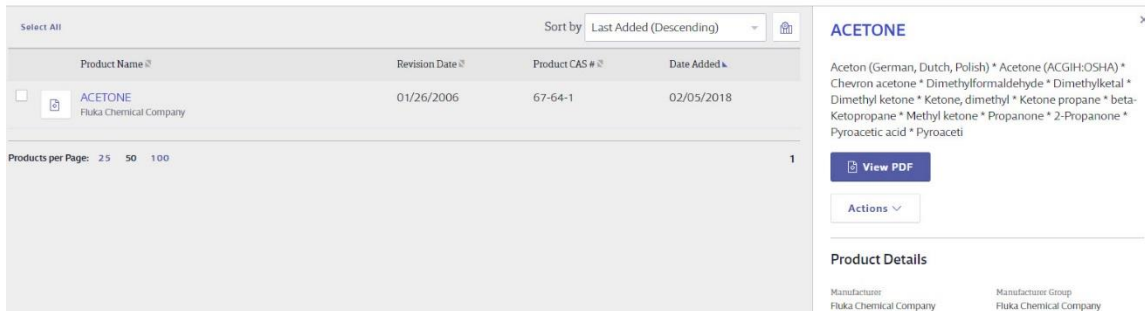 Select All
Sort by Last Added (Descending)
Product Name Revision Date Product CAS # Date Added
ACETONE 01/26/2006 67-64-1 02/05/2018
Fluka Chemical Company
Products per Page: 25 50 100 1
ACETONE
Aceton (German, Dutch, Polish) * Acetone (ACGIH:OSHA) *
Chevron acetone * Dimethylformaldehyde * Dimethylketal *
Dimethyl ketone * Ketone, dimethyl * Ketone propane * beta-
Ketopropane * Methyl ketone * Propanone * 2-Propanone *
Pyroacetic acid * Pyroaceti
View PDF
Actions
Product Details
Manufacturer Manufacturer Group
Fluka Chemical Company Fluka Chemical Company